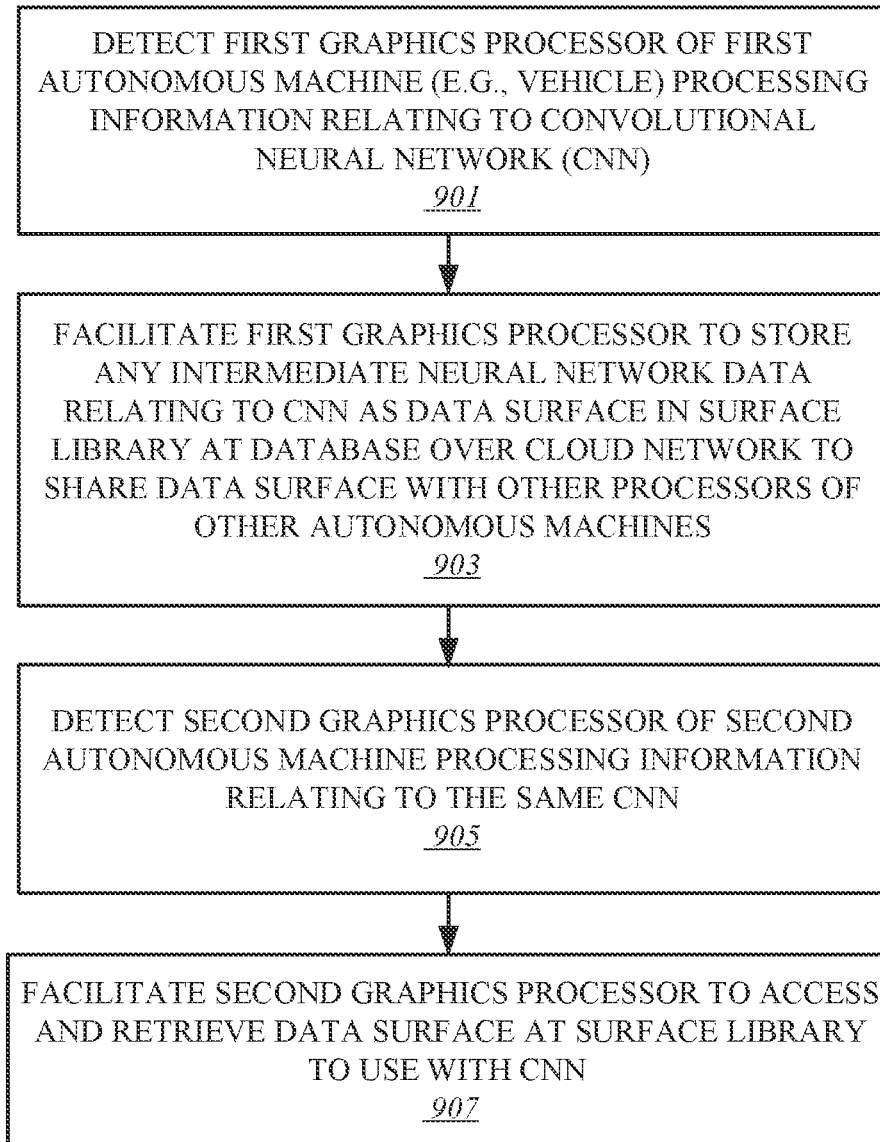 DETECT FIRST GRAPHICS PROCESSOR OF FIRST
AUTONOMOUS MACHINE (E.G., VEHICLE) PROCESSING
INFORMATION RELATING TO CONVOLUTIONAL
NEURAL NETWORK (CNN)
901
FACILITATE FIRST GRAPHICS PROCESSOR TO STORE
ANY INTERMEDIATE NEURAL NETWORK DATA
RELATING TO CNN AS DATA SURFACE IN SURFACE
LIBRARY AT DATABASE OVER CLOUD NETWORK TO
SHARE DATA SURFACE WITH OTHER PROCESSORS OF
OTHER AUTONOMOUS MACHINES
903
DETECT SECOND GRAPHICS PROCESSOR OF SECOND
AUTONOMOUS MACHINE PROCESSING INFORMATION
RELATING TO THE SAME CNN
905
FACILITATE SECOND GRAPHICS PROCESSOR TO ACCESS
AND RETRIEVE DATA SURFACE AT SURFACE LIBRARY
TO USE WITH CNN
907